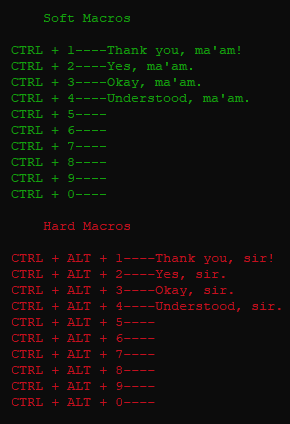 Soft Macros
CTRL + 1----Thank you, ma'am!
CTRL + 2----Yes, ma'am.
CTRL + 3----Okay, ma'am.
CTRL + 4----Understood, ma'am.
CTRL + 5----
CTRL + 6----
CTRL + 7----
CTRL + 8----
CTRL + 9----
CTRL + 0----
Hard Macros
CTRL + ALT + 1----Thank you, sir!
CTRL + ALT + 2----Yes, sir.
CTRL + ALT + 3----Okay, sir.
CTRL + ALT + 4----Understood, sir.
CTRL + ALT + 5----
CTRL + ALT + 6----
CTRL + ALT + 7----
CTRL + ALT + 8----
CTRL + ALT + 9----
CTRL + ALT + 0----